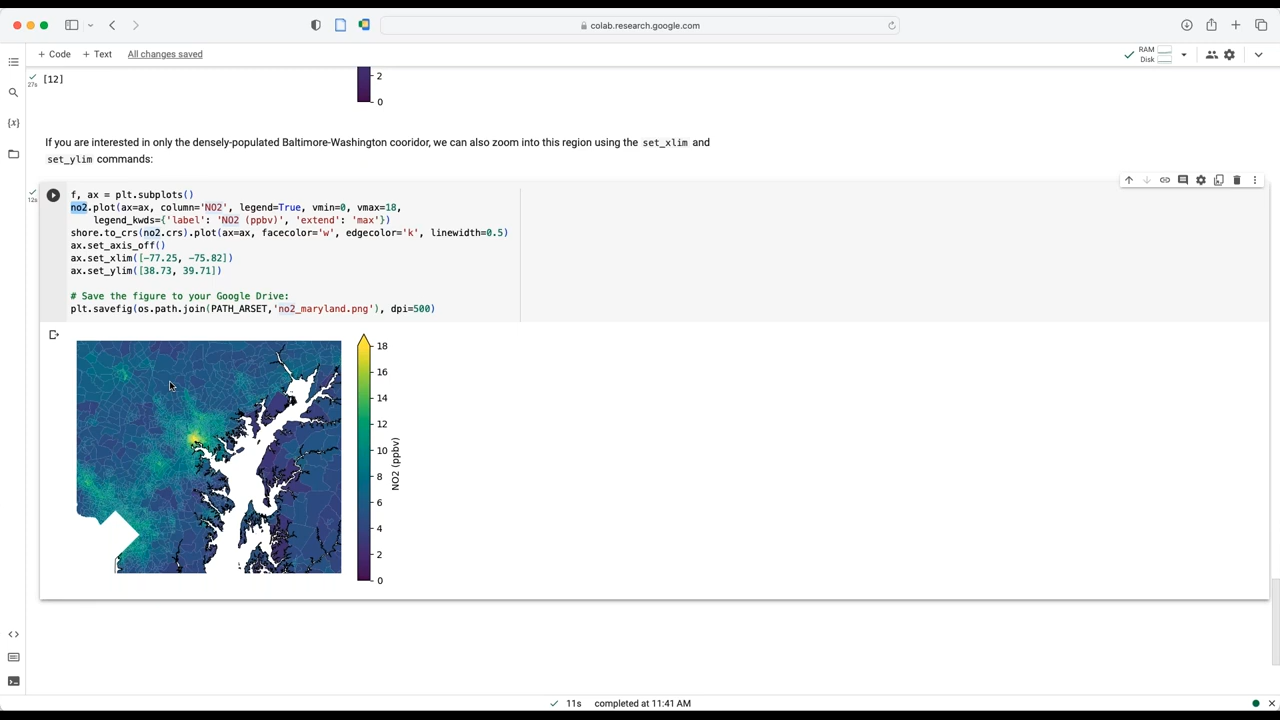 colab.research.google.com
+ Code + Text All changes saved
RAM
Disk
27s
[12]
2
0
If you are interested in only the densely-populated Baltimore-Washington cooridor, we can also zoom into this region using the set_xlim and
set_ylim commands:
12s
f, ax = plt.subplots()
no2.plot(ax=ax, column='NO2', legend=True, vmin=0, vmax=18,
legend_kwds={'label': 'NO2 (ppbv)', 'extend': 'max'})
shore.to_crs(no2.crs).plot(ax=ax, facecolor='w', edgecolor='k', linewidth=0.5)
ax.set_axis_off()
ax.set_xlim([-77.25, -75.82])
ax.set_ylim([38.73, 39.71])
# Save the figure to your Google Drive:
plt.savefig(os.path.join(PATH_ARSET,'no2_maryland.png'), dpi=500)
18
16
14
12
10
8
6
4
2
0
NO2 (ppbv)
{x}
11s completed at 11:41 AM